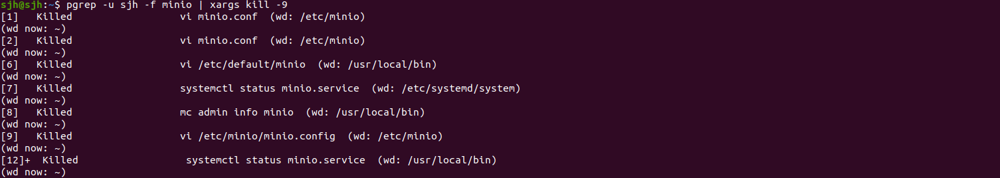 sjh@sjh:~$ pgrep -u sjh -f minio | xargs kill -9
[1]   Killed                  vi minio.conf  (wd: /etc/minio)
(wd now: ~)
[2]   Killed                  vi minio.conf  (wd: /etc/minio)
(wd now: ~)
[6]   Killed                  vi /etc/default/minio  (wd: /usr/local/bin)
(wd now: ~)
[7]   Killed                  systemctl status minio.service  (wd: /etc/systemd/system)
(wd now: ~)
[8]   Killed                  mc admin info minio  (wd: /usr/local/bin)
(wd now: ~)
[9]   Killed                  vi /etc/minio/minio.config  (wd: /etc/minio)
(wd now: ~)
[12]+  Killed                  systemctl status minio.service  (wd: /usr/local/bin)
(wd now: ~)